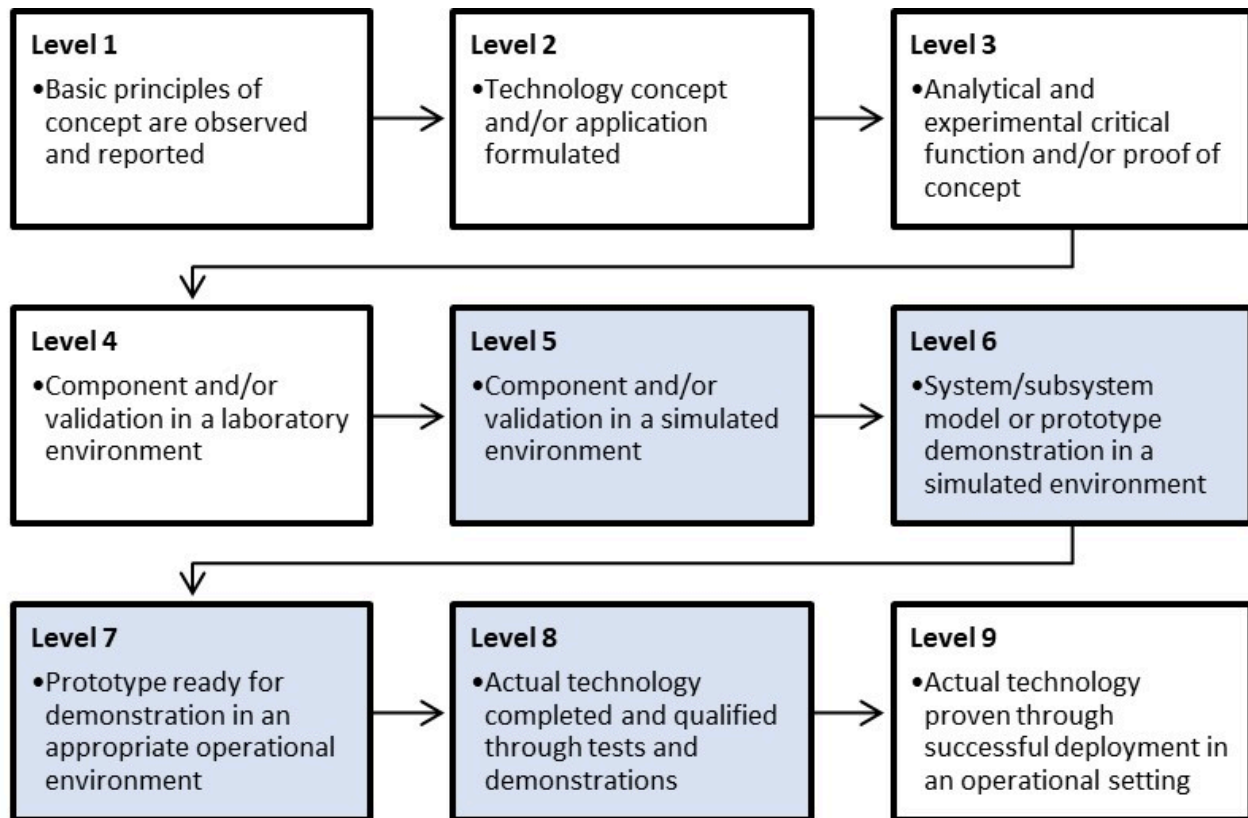 Level 1
•Basic principles of
concept are observed
and reported
Level 2
•Technology concept
and/or application
formulated
Level 3
•Analytical and
experimental critical
function and/or proof of
concept
Level 4
•Component and/or
validation in a laboratory
environment
Level 5
•Component and/or
validation in a simulated
environment
Level 6
•System/subsystem
model or prototype
demonstration in a
simulated environment
Level 7
•Prototype ready for
demonstration in an
appropriate operational
environment
Level 8
•Actual technology
completed and qualified
through tests and
demonstrations
Level 9
•Actual technology
proven through
successful deployment in
an operational setting